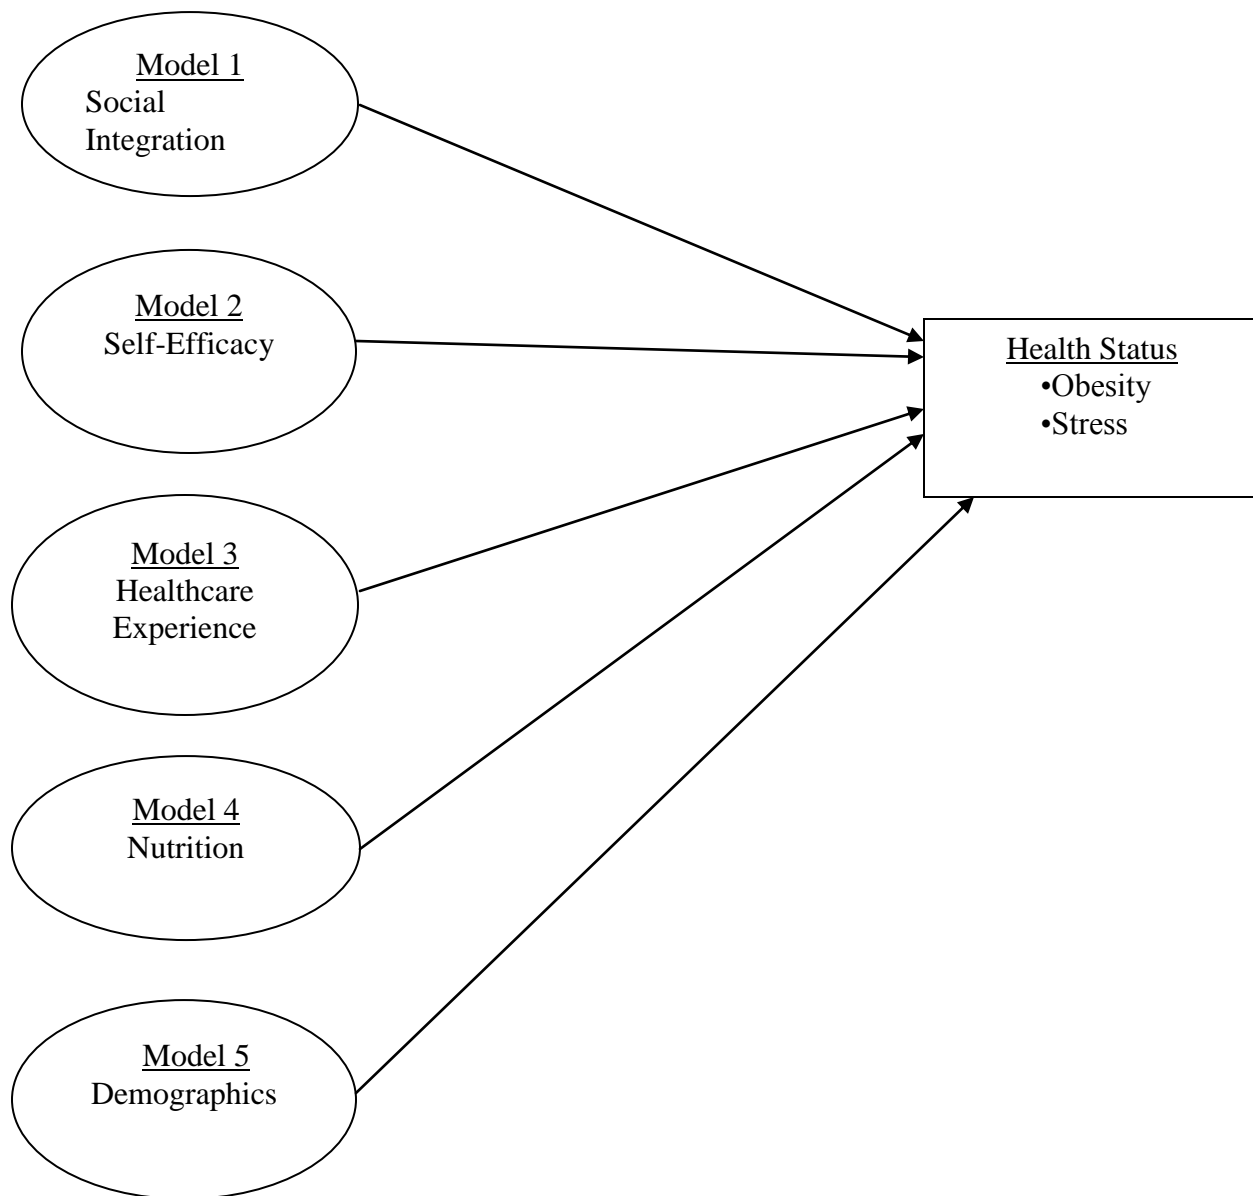 Model 1
Social
Integration
Model 2
Self-Efficacy
Model 3
Healthcare
Experience
Model 4
Nutrition
Model 5
Demographics
Health Status
•Obesity
•Stress